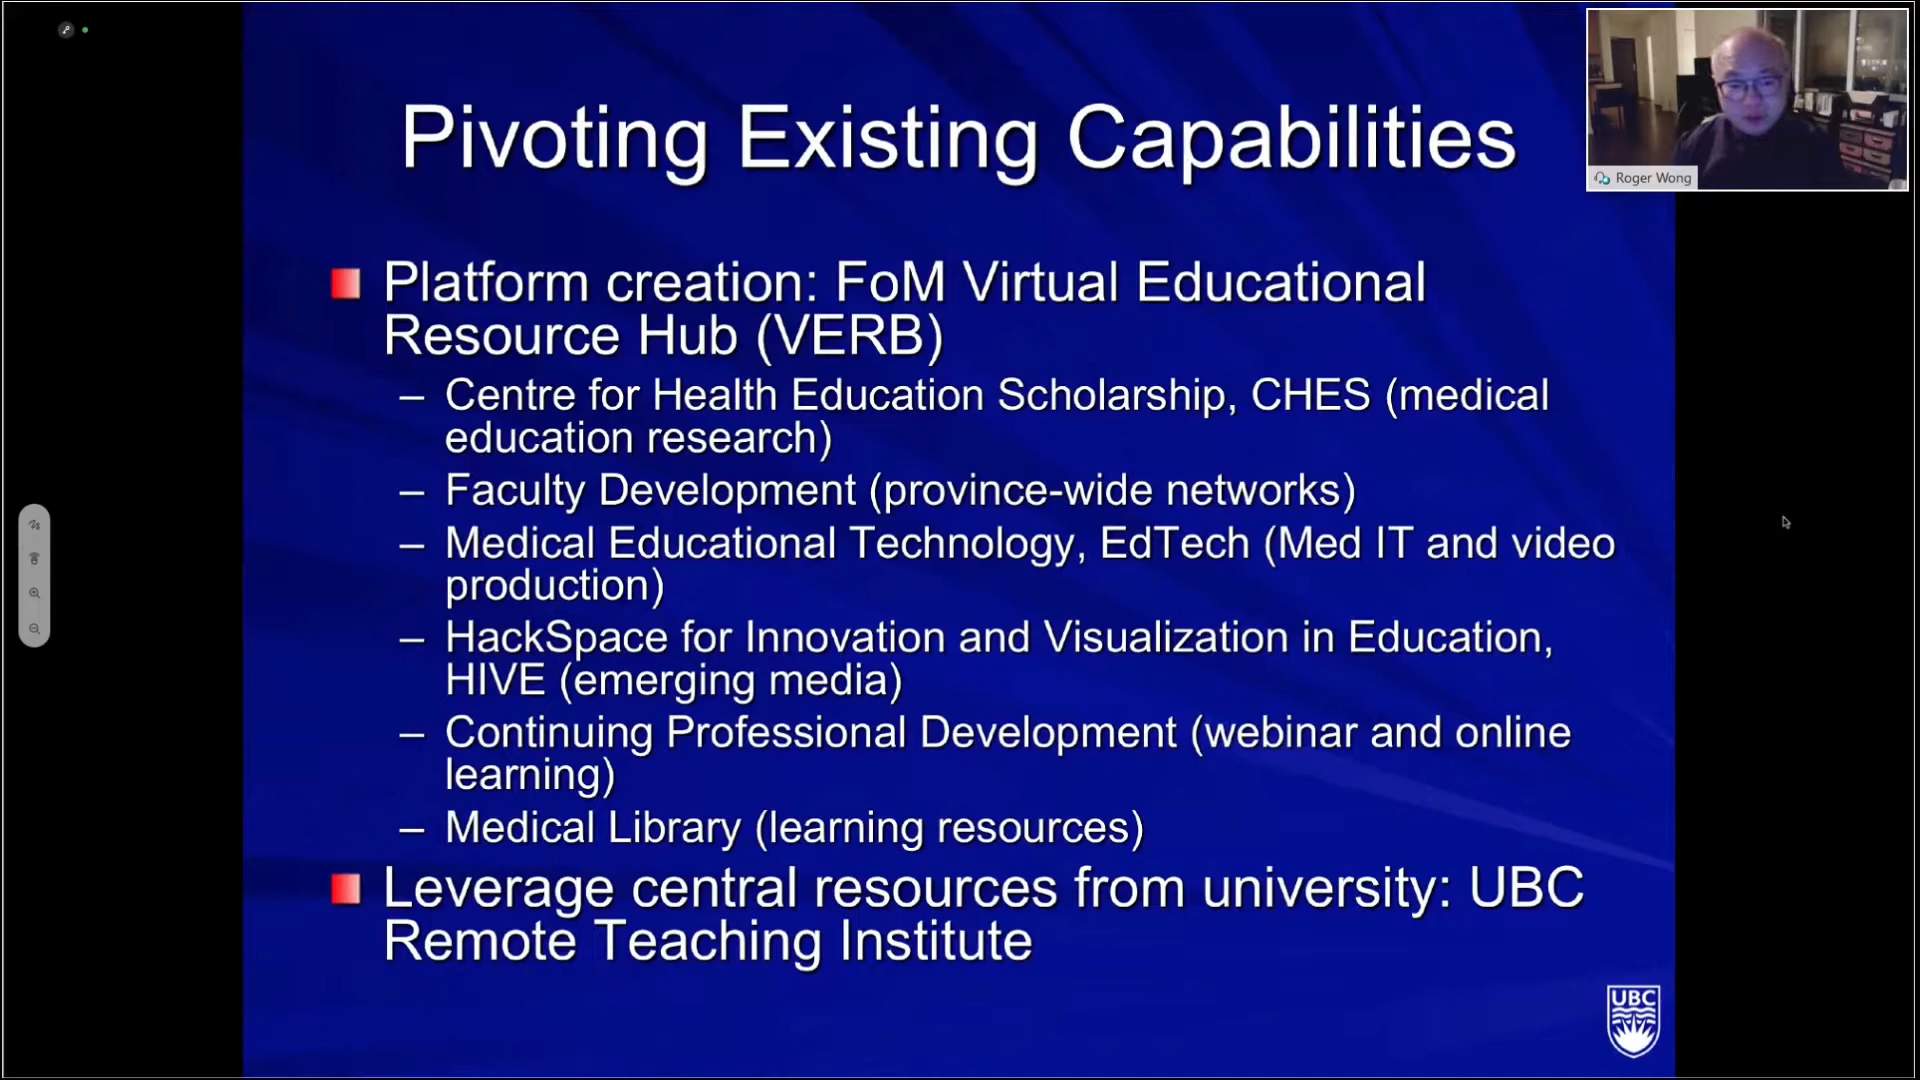 Pivoting Existing Capabilities
Roger Wong
Platform creation: FoM Virtual Educational
Resource Hub (VERB)
– Centre for Health Education Scholarship, CHES (medical
education research)
– Faculty Development (province-wide networks)
– Medical Educational Technology, EdTech (Med IT and video
production)
– HackSpace for Innovation and Visualization in Education,
HIVE (emerging media)
– Continuing Professional Development (webinar and online
learning)
– Medical Library (learning resources)
Leverage central resources from university: UBC
Remote Teaching Institute
UBC